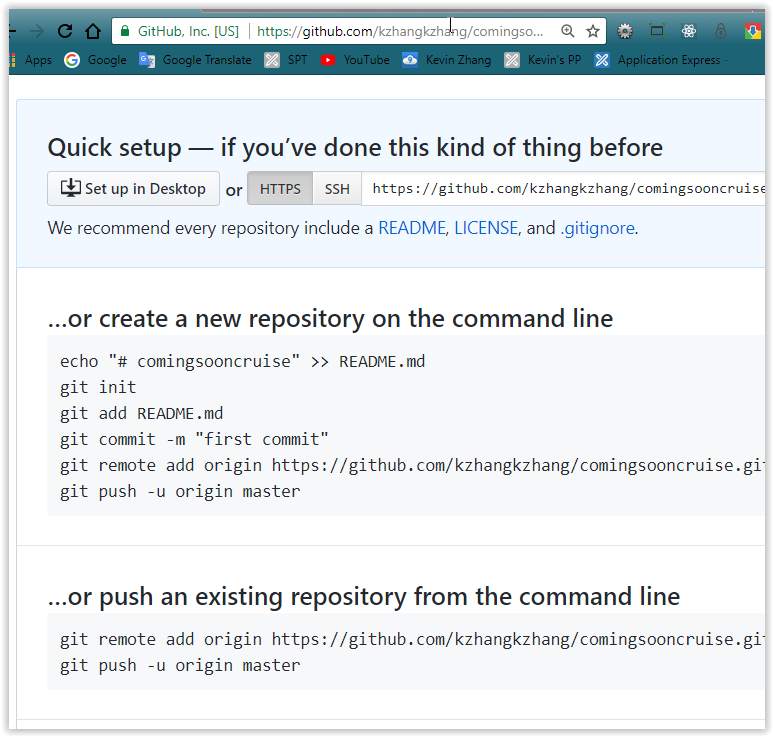 GitHub, Inc. [US] https://github.com/kzhangkzhang/comingso...
Apps Google Google Translate SPT YouTube Kevin Zhang Kevin's PP Application Express -
Quick setup — if you’ve done this kind of thing before
Set up in Desktop or HTTPS SSH https://github.com/kzhangkzhang/comingsooncruise
We recommend every repository include a README, LICENSE, and .gitignore.
…or create a new repository on the command line
echo "# comingsooncruise" >> README.md
git init
git add README.md
git commit -m "first commit"
git remote add origin https://github.com/kzhangkzhang/comingsooncruise.git
git push -u origin master
…or push an existing repository from the command line
git remote add origin https://github.com/kzhangkzhang/comingsooncruise.git
git push -u origin master